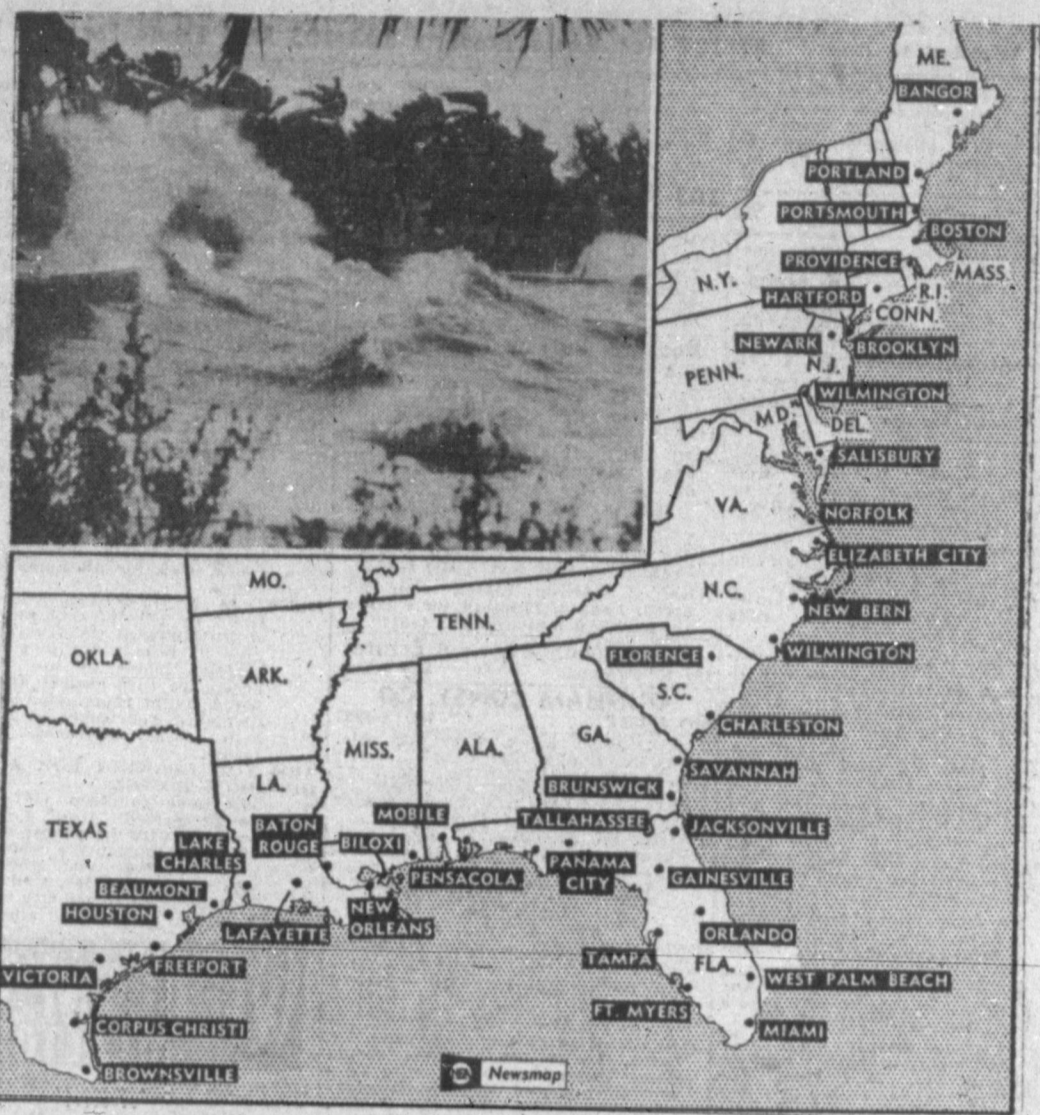 ME.
BANGOR
PORTLAND
PORTSMOUTH
BOSTON
PROVIDENCE
MASS.
N.Y.
R.I.
HARTFORD
CONN.
NEWARK
BROOKLYN
N.J.
PENN.
WILMINGTON
MD.
DEL.
SALISBURY
VA.
NORFOLK
ELIZABETH CITY
MO.
N.C.
NEW BERN
TENN.
WILMINGTON
OKLA.
FLORENCE
ARK.
S.C.
CHARLESTON
MISS.
ALA.
GA.
SAVANNAH
LA.
BRUNSWICK
MOBILE
TALLAHASSEE
JACKSONVILLE
TEXAS
BATON
ROUGE
LAKE
CHARLES
BILOXI
PANAMA
CITY
PENSACOLA
GAINESVILLE
BEAUMONT
HOUSTON
NEW
ORLEANS
LAFAYETTE
ORLANDO
TAMPA
FLA.
FREEPORT
VICTORIA
WEST PALM BEACH
FT. MYERS
CORPUS CHRISTI
MIAMI
BROWNSVILLE
NEA Newsmap